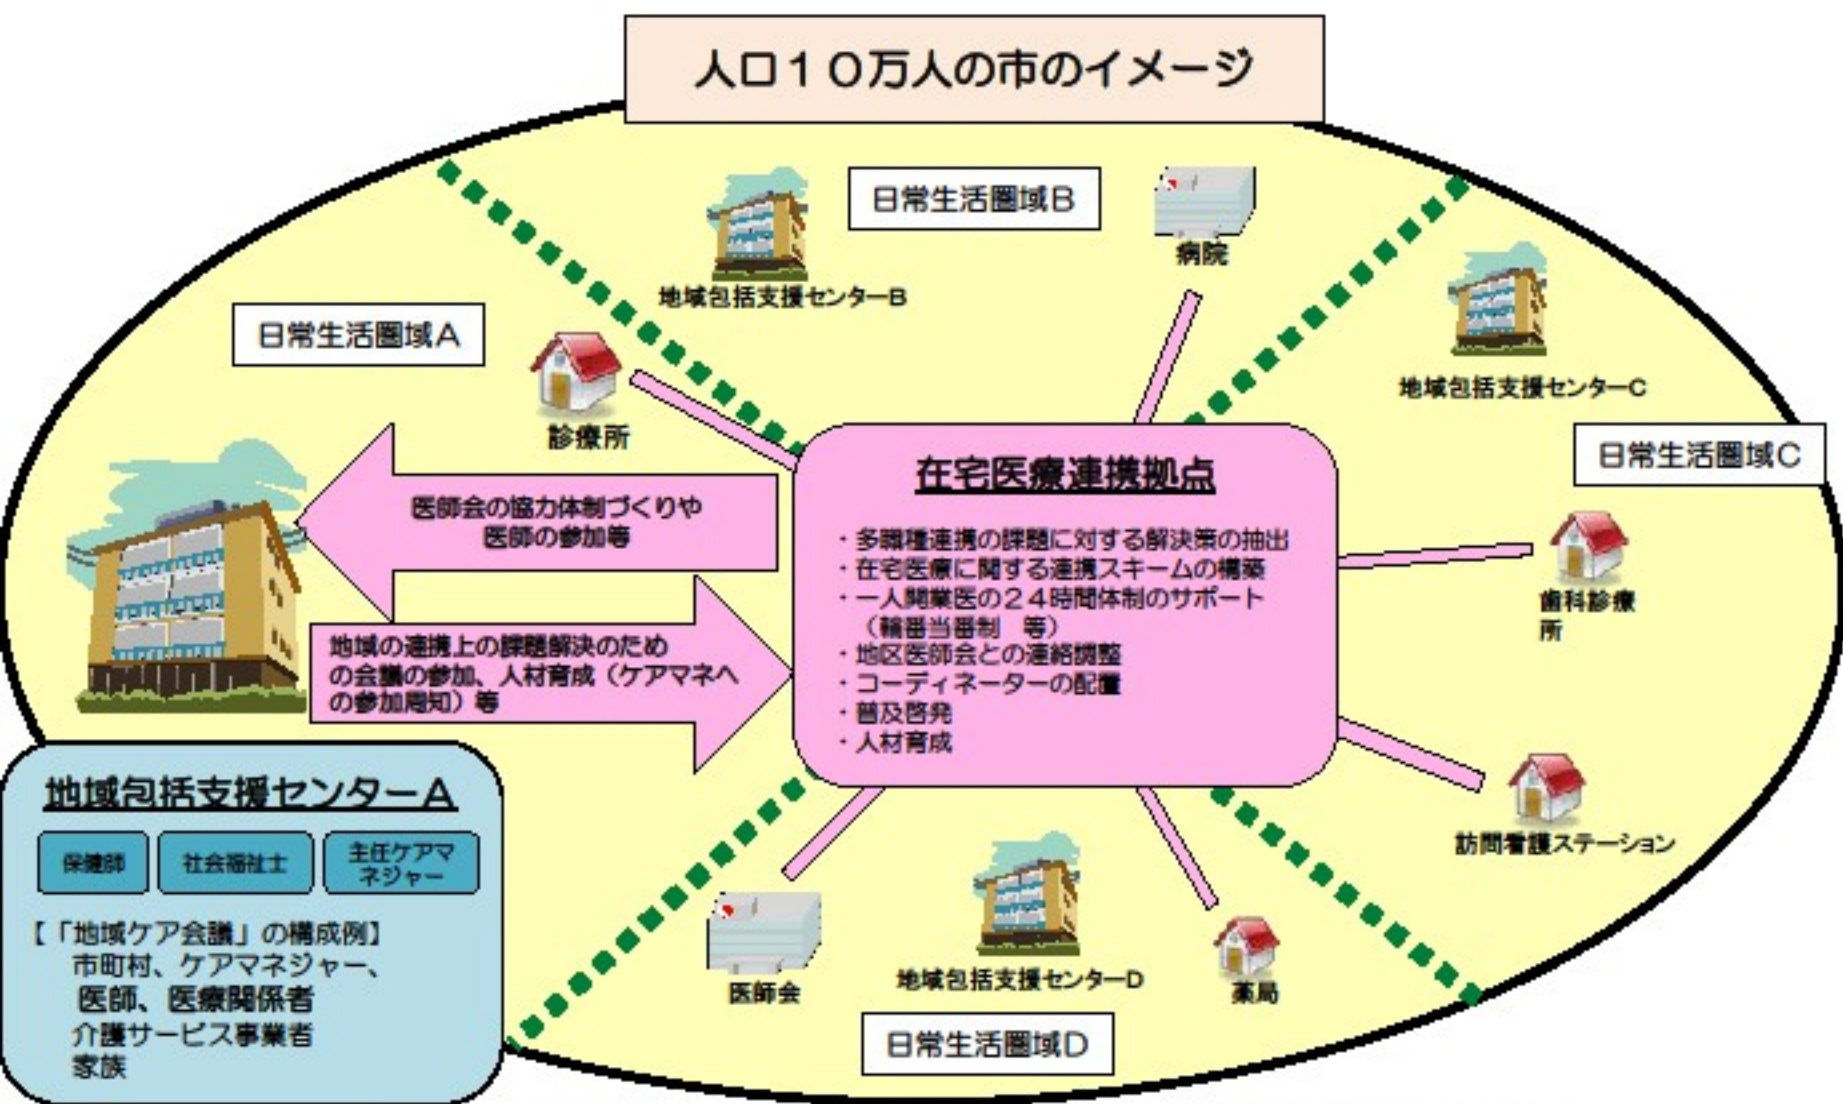 人口１０万人の市のイメージ
日常生活圏域Ｂ
病院
地域包括支援センターＢ
日常生活圏域Ａ
診療所
地域包括支援センターＣ
日常生活圏域Ｃ
医師会の協力体制づくりや
医師の参加等
地域の連携上の課題解決のため
の会議の参加、人材育成（ケアマネへ
の参加周知）等
在宅医療連携拠点
・多職種連携の課題に対する解決策の抽出
・在宅医療に関する連携スキームの構築
・一人開業医の２４時間体制のサポート
（輪番当番制　等）
・地区医師会との連絡調整
・コーディネーターの配置
・普及啓発
・人材育成
歯科診療
所
訪問看護ステーション
地域包括支援センターＡ
保健師
社会福祉士
主任ケアマ
ネジャー
【「地域ケア会議」の構成例】
市町村、ケアマネジャー、
医師、医療関係者
介護サービス事業者
家族
医師会
地域包括支援センターＤ
薬局
日常生活圏域Ｄ